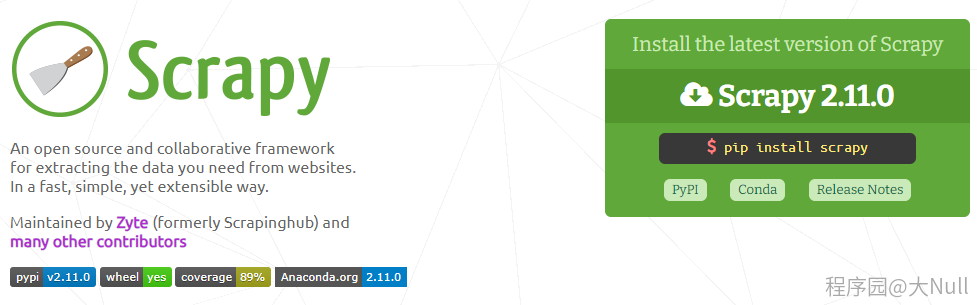 Scrapy
An open source and collaborative framework
for extracting the data you need from websites.
In a fast, simple, yet extensible way.
Maintained by Zyte (formerly Scrapinghub) and
many other contributors
pypi v2.11.0 wheel yes coverage 89% Anaconda.org 2.11.0
Install the latest version of Scrapy
Scrapy 2.11.0
$ pip install scrapy
PyPI Conda Release Notes
程序园@大Null